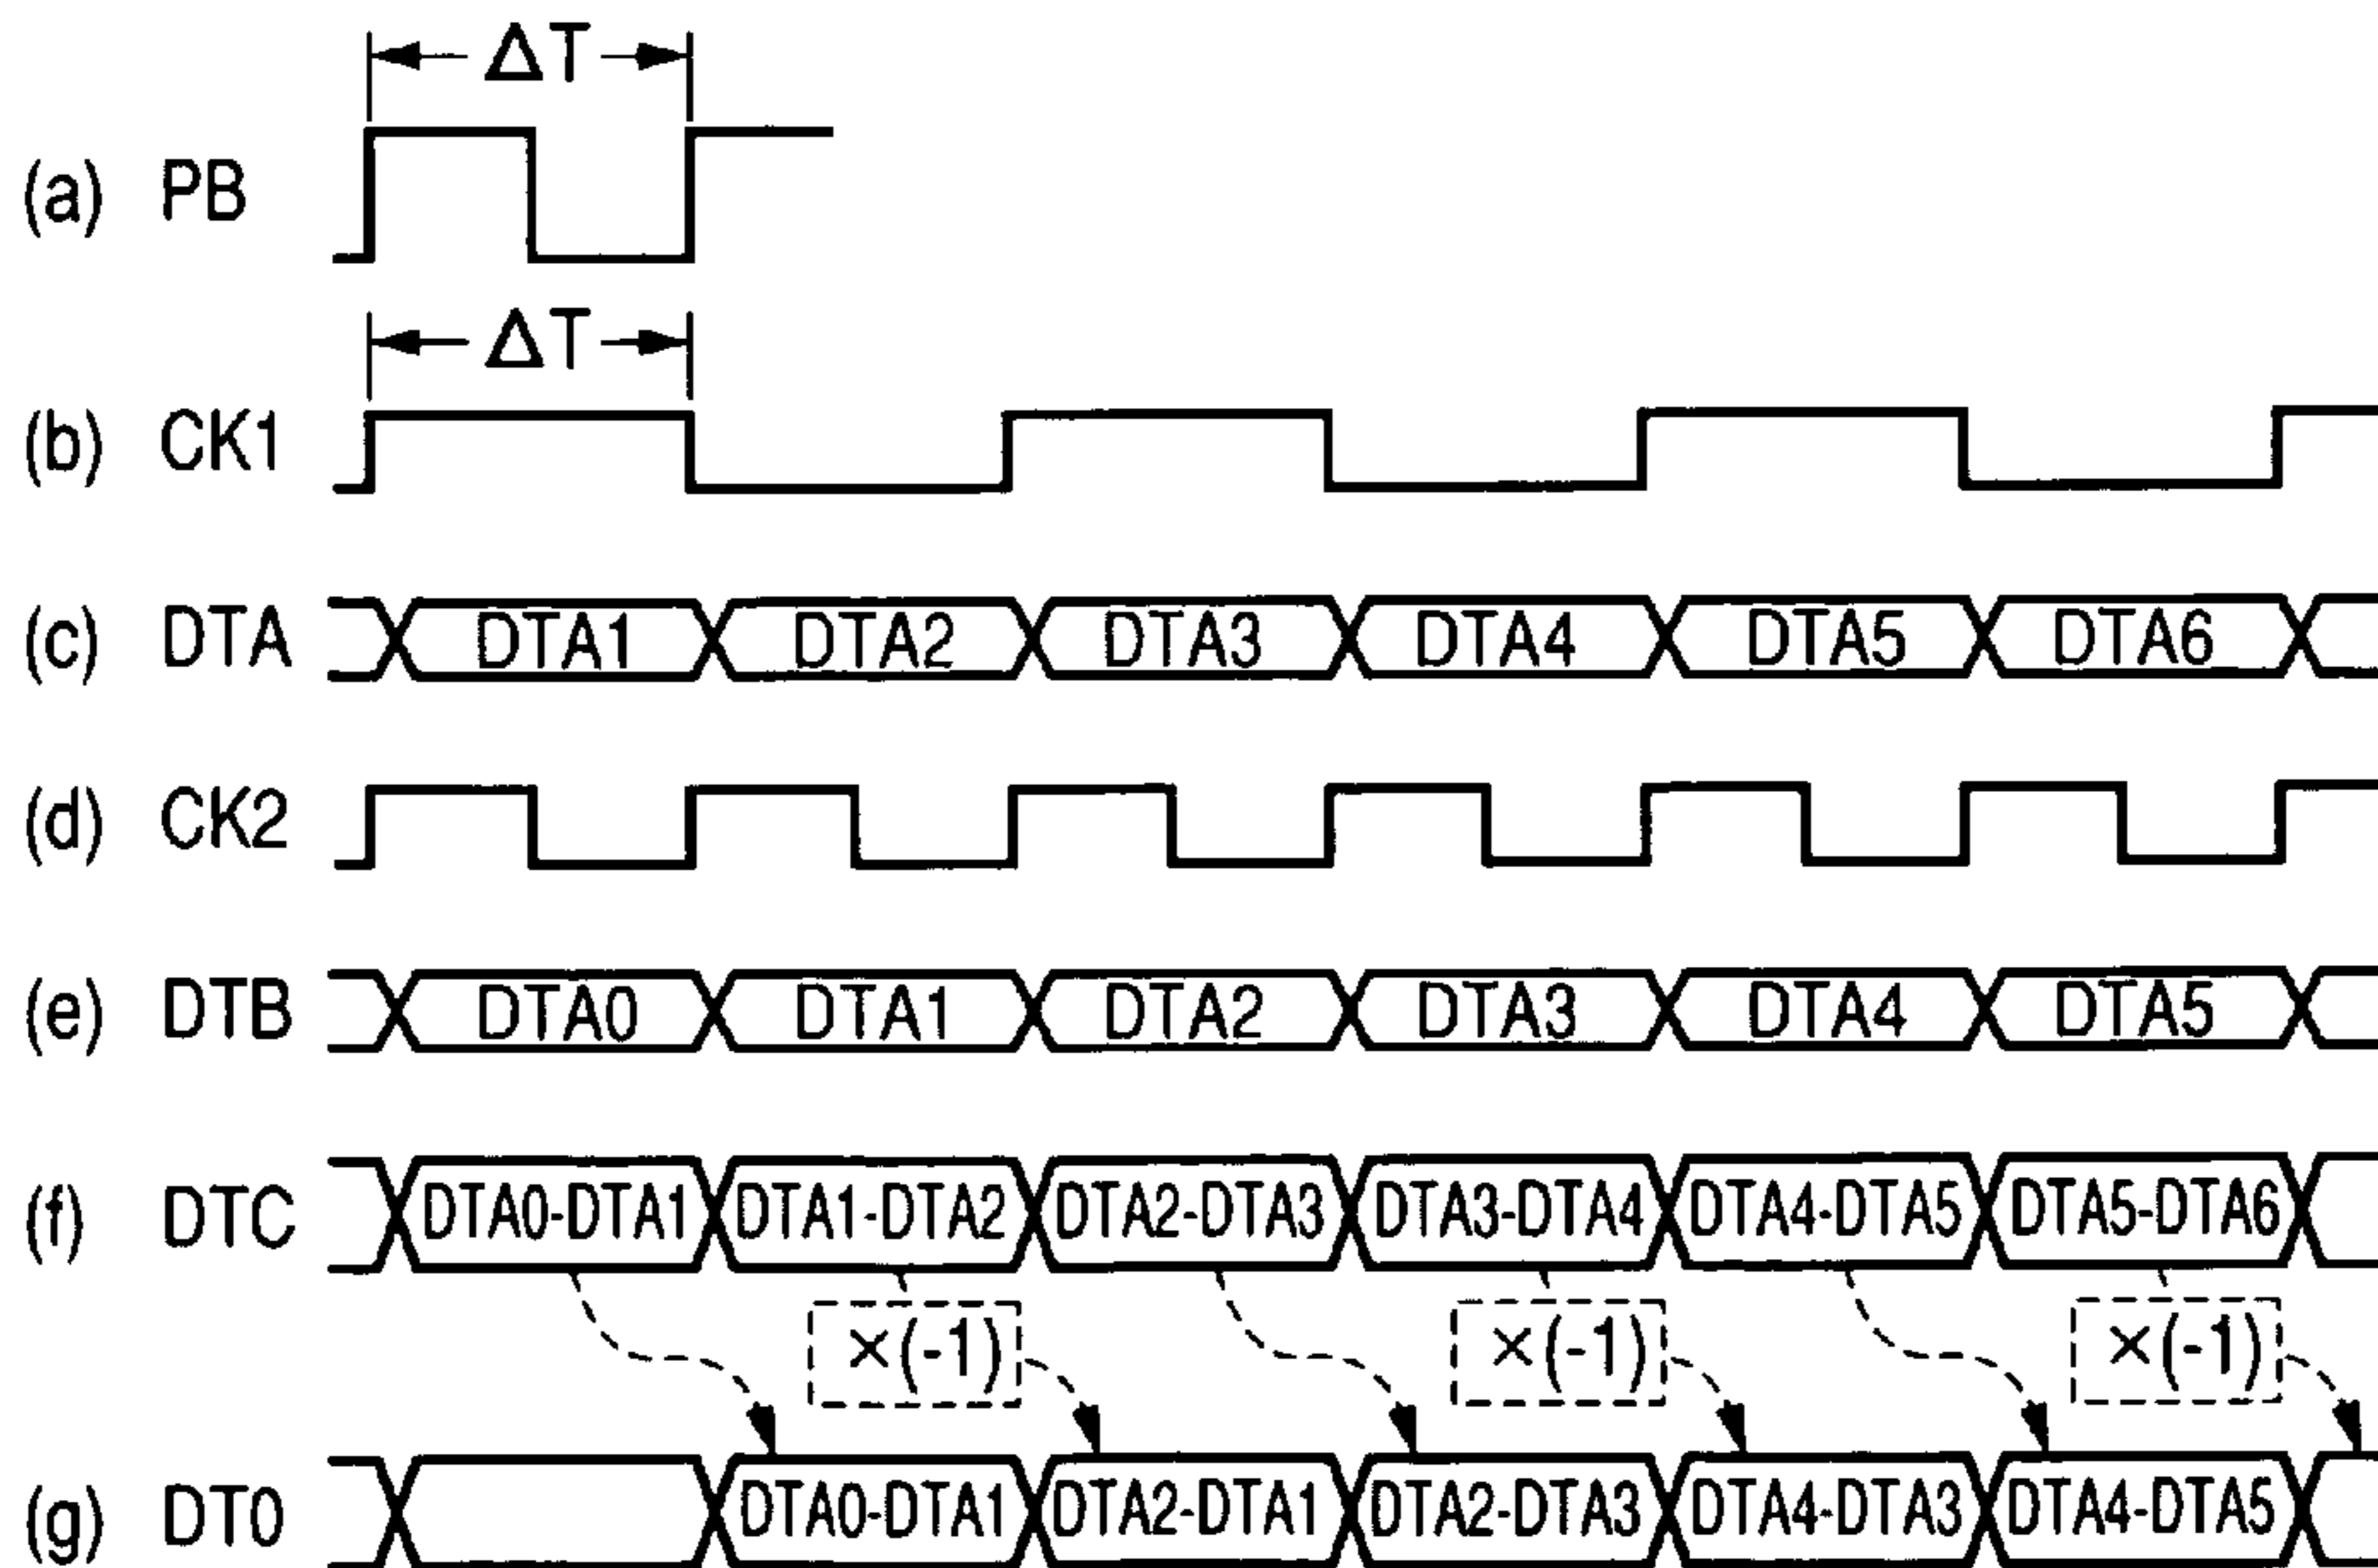 ΔT
(a) PB
ΔT
(b) CK1
(c) DTA DTA1 DTA2 DTA3 DTA4 DTA5 DTA6
(d) CK2
(e) DTB DTA0 DTA1 DTA2 DTA3 DTA4 DTA5
(f) DTC DTA0-DTA1 DTA1-DTA2 DTA2-DTA3 DTA3-DTA4 DTA4-DTA5 DTA5-DTA6
×(-1) ×(-1) ×(-1)
(g) DT0 DTA0-DTA1 DTA2-DTA1 DTA2-DTA3 DTA4-DTA3 DTA4-DTA5